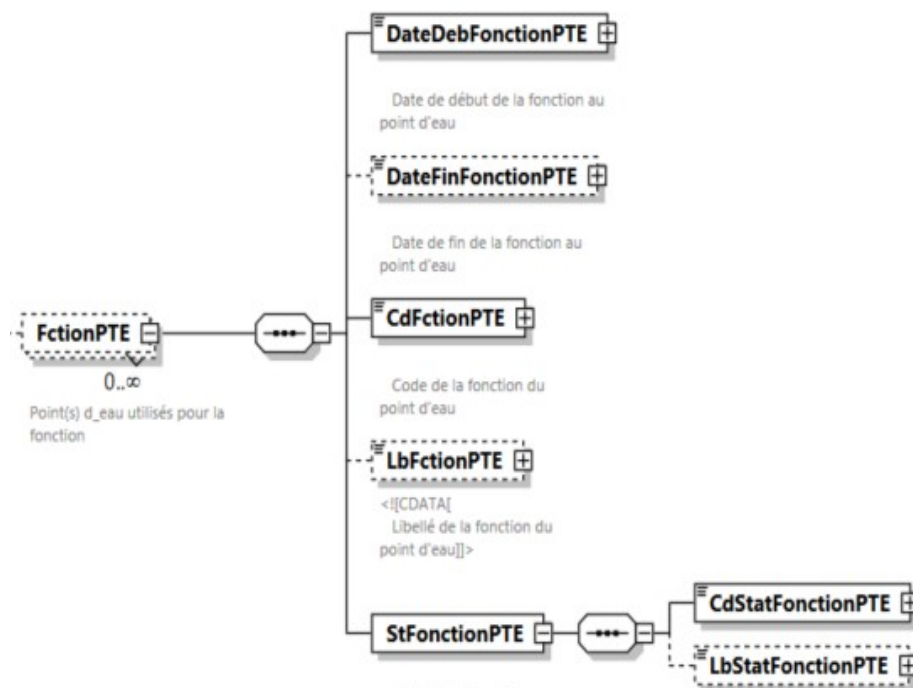 DateDebFonctionPTE
Date de début de la fonction au
point d'eau
DateFinFonctionPTE
Date de fin de la fonction au
point d'eau
FctionPTE
0..∞
Point(s) d_eau utilisés pour la
fonction
CdFctionPTE
Code de la fonction du
point d'eau
LbFctionPTE
<![CDATA[
Libellé de la fonction du
point d'eau]]>
StFonctionPTE
CdStatFonctionPTE
LbStatFonctionPTE